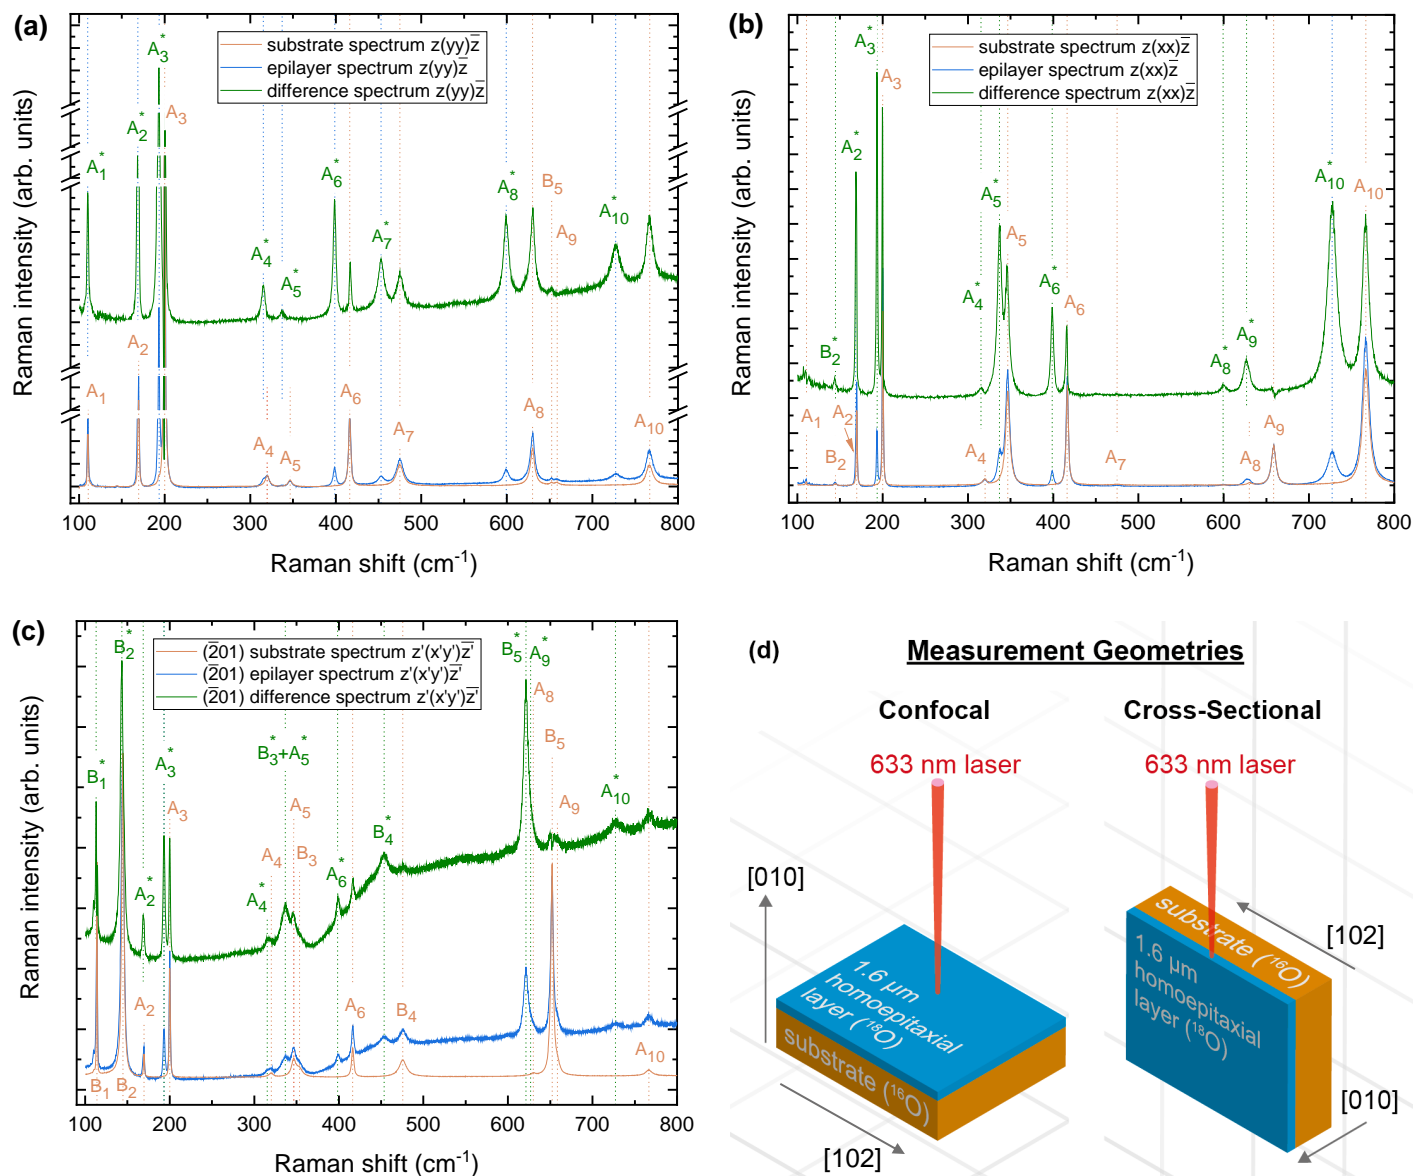 (a)
substrate spectrum z(yy)z̅
epilayer spectrum z(yy)z̅
difference spectrum z(yy)z̅
A₃*
A₂*
A₃
A₁*
A₆*
A₈*
B₅
A₉
A₁₀*
A₄*
A₅*
A₇*
A₂
A₁
A₄
A₅
A₆
A₇
A₈
A₁₀
100 200 300 400 500 600 700 800
Raman shift (cm⁻¹)
Raman intensity (arb. units)
(b)
substrate spectrum z(xx)z̅
epilayer spectrum z(xx)z̅
difference spectrum z(xx)z̅
A₃*
A₃
A₂*
A₅*
A₅
A₁₀*
A₁₀
A₄*
A₆*
A₆
B₂*
A₈*
A₉*
A₁
A₂
B₂
A₄
A₇
A₈
A₉
100 200 300 400 500 600 700 800
Raman shift (cm⁻¹)
Raman intensity (arb. units)
(c)
(2̅01) substrate spectrum z'(x'y')z̅'
(2̅01) epilayer spectrum z'(x'y')z̅'
(2̅01) difference spectrum z'(x'y')z̅'
B₂*
B₅*
A₉*
A₈
B₅
B₁*
A₃*
A₃
B₃*+A₅*
A₅
A₉
A₁₀*
B₄*
A₄
B₃
A₂*
A₄*
A₆*
A₂
A₆
B₄
A₁₀
B₁
B₂
100 200 300 400 500 600 700 800
Raman shift (cm⁻¹)
Raman intensity (arb. units)
(d)
Measurement Geometries
Confocal
633 nm laser
[010]
1.6 µm
homoepitaxial
layer (¹⁸O)
substrate (¹⁶O)
[102]
Cross-Sectional
633 nm laser
substrate (¹⁶O)
[102]
1.6 µm
homoepitaxial
layer (¹⁸O)
[010]